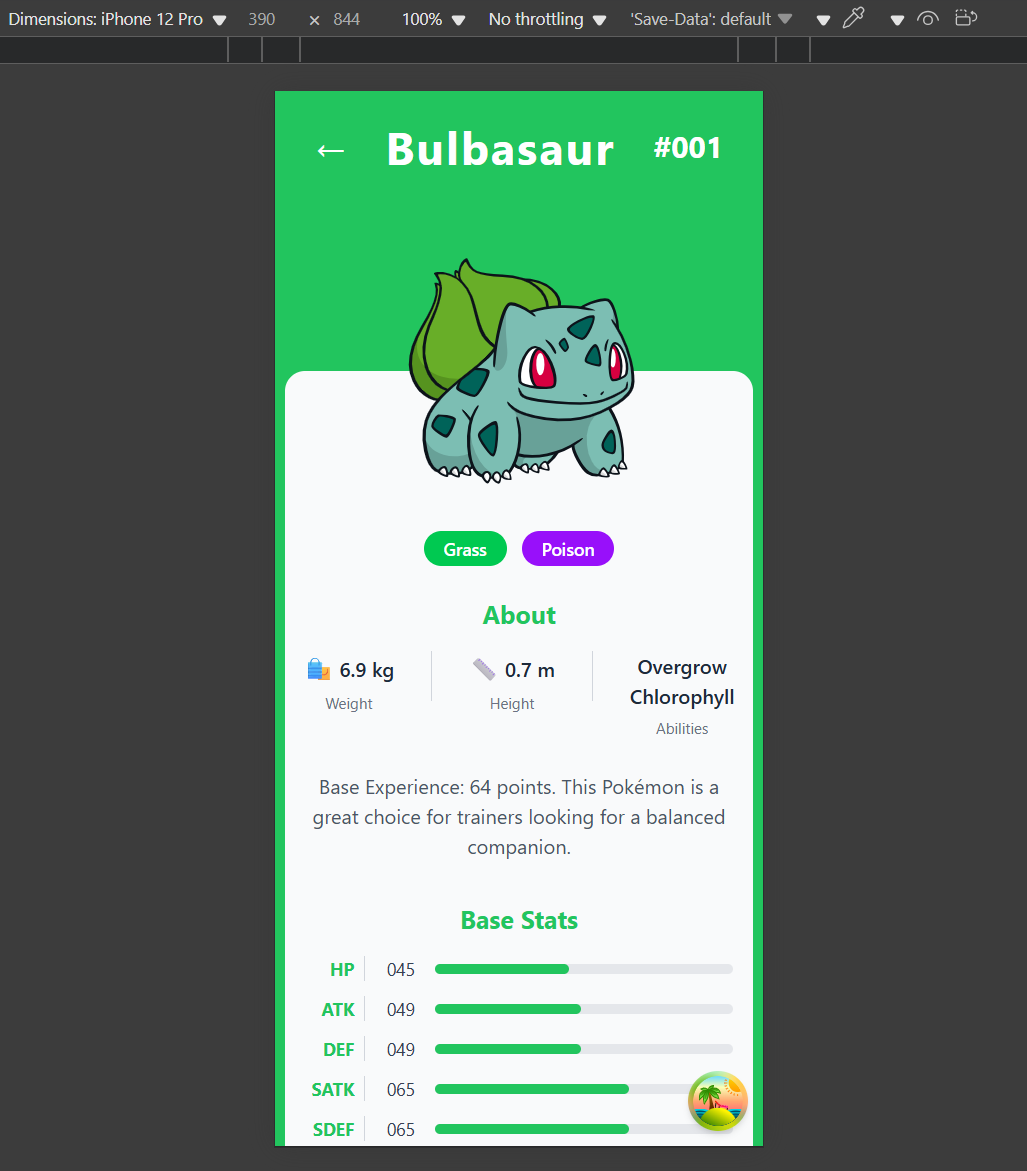 Dimensions: iPhone 12 Pro 390 × 844 100% No throttling 'Save-Data': default
← Bulbasaur #001
Grass Poison
About
6.9 kg 0.7 m Overgrow
Chlorophyll
Weight Height Abilities
Base Experience: 64 points. This Pokémon is a
great choice for trainers looking for a balanced
companion.
Base Stats
HP 045
ATK 049
DEF 049
SATK 065
SDEF 065